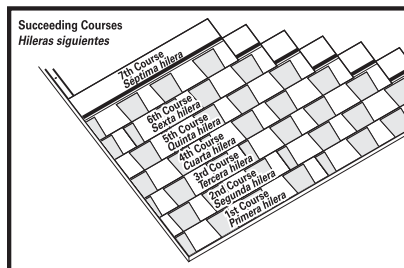 Succeeding Courses
Hileras siguientes
7th Course
Septima hilera
6th Course
Sexta hilera
5th Course
Quinta hilera
4th Course
Cuarta hilera
3rd Course
Tercera hilera
2nd Course
Segunda hilera
1st Course
Primera hilera